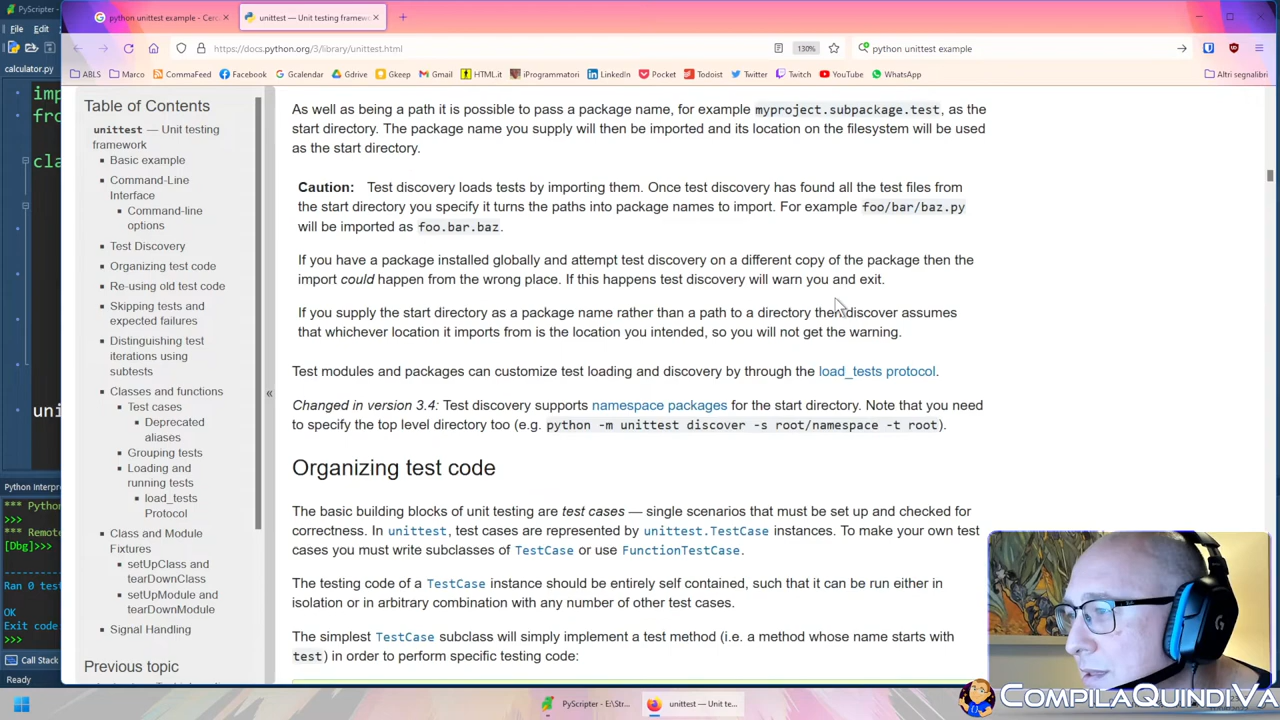 PyScripter
python unittest example - Cerc
unittest — Unit testing framewo
File
Edit
https://docs.python.org/3/library/unittest.html
130%
python unittest example
calculator.py
ABLS
Marco
CommaFeed
Facebook
Gcalendar
Gdrive
Gkeep
Gmail
HTML.it
iProgrammatori
LinkedIn
Pocket
Todoist
Twitter
Twitch
YouTube
WhatsApp
Altri segnalibri
imp
fro
cla
uni
Table of Contents
unittest — Unit testing
framework
Basic example
Command-Line
Interface
Command-line
options
Test Discovery
Organizing test code
Re-using old test code
Skipping tests and
expected failures
Distinguishing test
iterations using
subtests
Classes and functions
Test cases
Deprecated
aliases
Grouping tests
Loading and
running tests
load_tests
Protocol
Class and Module
Fixtures
setUpClass and
tearDownClass
setUpModule and
tearDownModule
Signal Handling
Previous topic
«
As well as being a path it is possible to pass a package name, for example myproject.subpackage.test, as the
start directory. The package name you supply will then be imported and its location on the filesystem will be used
as the start directory.
Caution: Test discovery loads tests by importing them. Once test discovery has found all the test files from
the start directory you specify it turns the paths into package names to import. For example foo/bar/baz.py
will be imported as foo.bar.baz.
If you have a package installed globally and attempt test discovery on a different copy of the package then the
import could happen from the wrong place. If this happens test discovery will warn you and exit.
If you supply the start directory as a package name rather than a path to a directory then discover assumes
that whichever location it imports from is the location you intended, so you will not get the warning.
Test modules and packages can customize test loading and discovery by through the load_tests protocol.
Changed in version 3.4: Test discovery supports namespace packages for the start directory. Note that you need
to specify the top level directory too (e.g. python -m unittest discover -s root/namespace -t root).
Organizing test code
The basic building blocks of unit testing are test cases — single scenarios that must be set up and checked for
correctness. In unittest, test cases are represented by unittest.TestCase instances. To make your own test
cases you must write subclasses of TestCase or use FunctionTestCase.
The testing code of a TestCase instance should be entirely self contained, such that it can be run either in
isolation or in arbitrary combination with any number of other test cases.
The simplest TestCase subclass will simply implement a test method (i.e. a method whose name starts with
test) in order to perform specific testing code:
Python Interpr
*** Python
>>>
*** Remote
[Dbg]>>>
Ran 0 test
OK
Exit code:
>>>
Call Stack
Ready
PyScripter - E:\Str...
unittest — Unit te...
COMPILAQUINDIVA